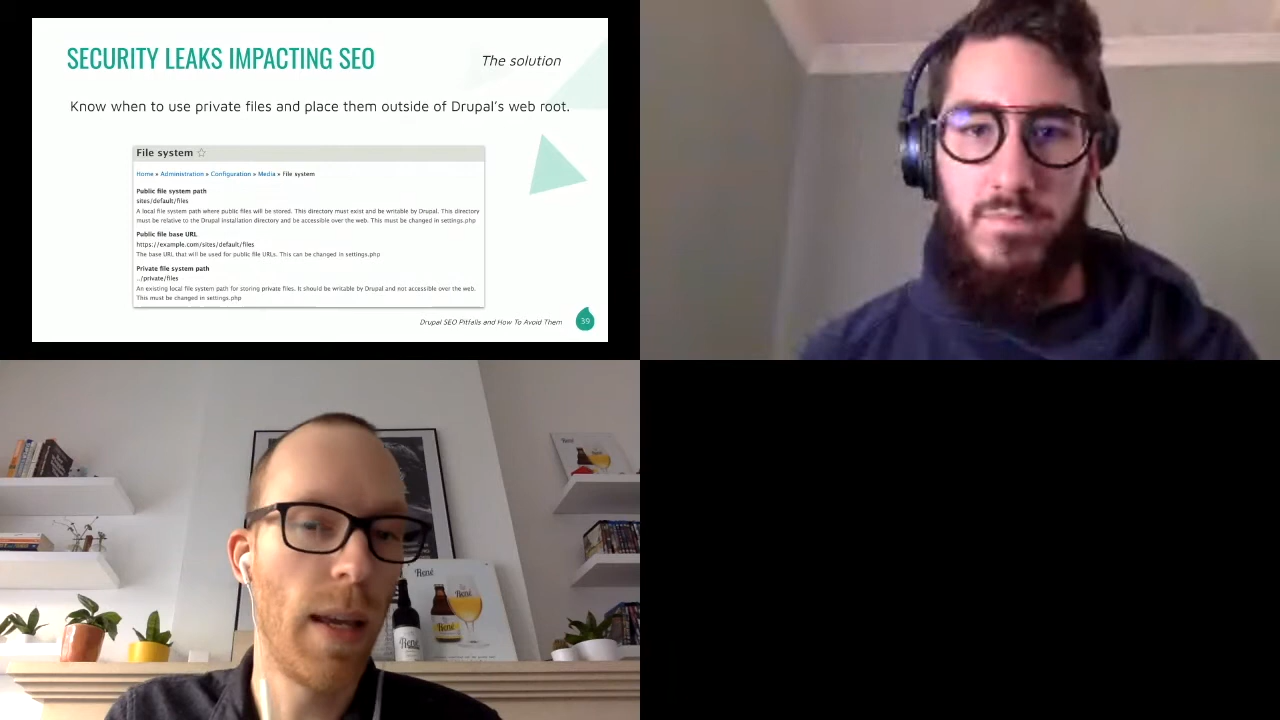 SECURITY LEAKS IMPACTING SEO
The solution
Know when to use private files and place them outside of Drupal's web root.
File system ☆
Home » Administration » Configuration » Media » File system
Public file system path
sites/default/files
A local file system path where public files will be stored. This directory must exist and be writable by Drupal. This directory
must be relative to the Drupal installation directory and be accessible over the web. This must be changed in settings.php
Public file base URL
https://example.com/sites/default/files
The base URL that will be used for public file URLs. This can be changed in settings.php
Private file system path
../private/files
An existing local file system path for storing private files. It should be writable by Drupal and not accessible over the web.
This must be changed in settings.php
Drupal SEO Pitfalls and How To Avoid Them
39
René
René
René
René